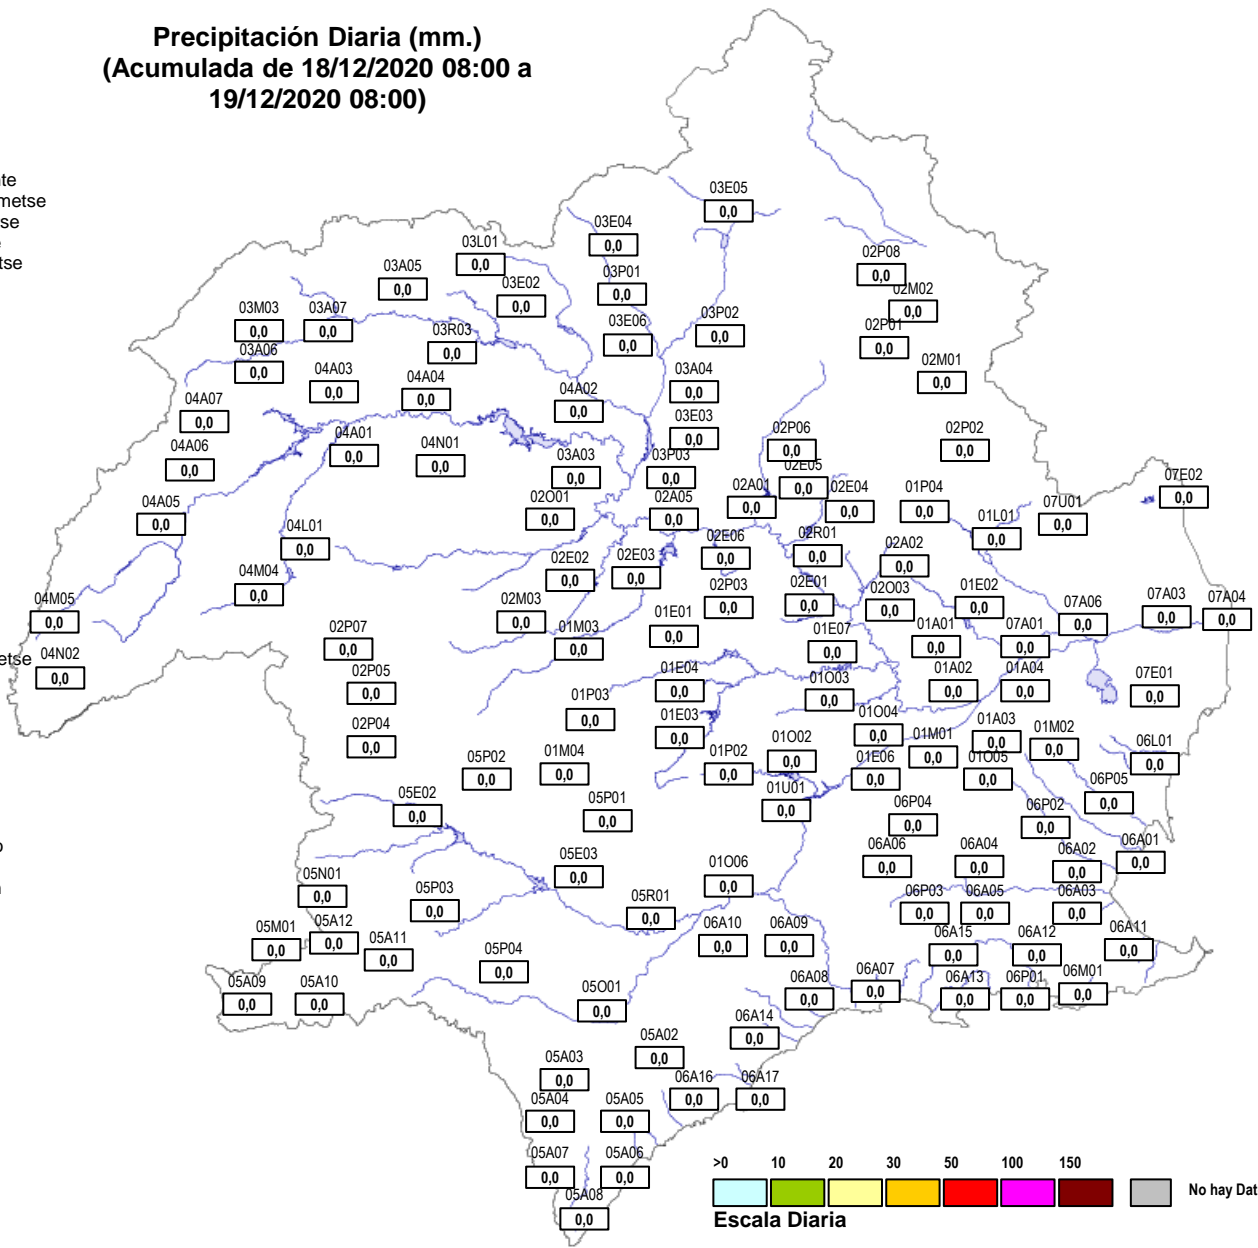 Precipitación Diaria (mm.)
(Acumulada de 18/12/2020 08:00 a
19/12/2020 08:00)
te
metse
se
tse
etse
03E05
0,0
03E04
0,0
03L01
0,0
02P08
0,0
03A05
0,0
03P01
0,0
03E02
0,0
02M02
0,0
03M03
0,0
03A07
0,0
03P02
0,0
03E06
0,0
03R03
0,0
02P01
0,0
03A06
0,0
02M01
0,0
04A03
0,0
04A04
0,0
03A04
0,0
04A02
0,0
04A07
0,0
03E03
0,0
02P06
0,0
02P02
0,0
04A01
0,0
04N01
0,0
04A06
0,0
03A03
0,0
03P03
0,0
02E05
0,0
07E02
0,0
02A01
0,0
02E04
0,0
01P04
0,0
04A05
0,0
02O01
0,0
02A05
0,0
07U01
0,0
01L01
0,0
04L01
0,0
02E06
0,0
02R01
0,0
02A02
0,0
02E02
0,0
02E03
0,0
04M04
0,0
02P03
0,0
02E01
0,0
02O03
0,0
01E02
0,0
04M05
0,0
02M03
0,0
07A06
0,0
07A03
0,0
07A04
0,0
01E01
0,0
02P07
0,0
01M03
0,0
01E07
0,0
01A01
0,0
07A01
0,0
04N02
0,0
02P05
0,0
01E04
0,0
01O03
0,0
01A02
0,0
01A04
0,0
07E01
0,0
01P03
0,0
02P04
0,0
01E03
0,0
01O04
0,0
01A03
0,0
01M02
0,0
01M01
0,0
06L01
0,0
05P02
0,0
01M04
0,0
01P02
0,0
01O02
0,0
01E06
0,0
01O05
0,0
05E02
0,0
05P01
0,0
01U01
0,0
06P04
0,0
06P02
0,0
06P05
0,0
05E03
0,0
06A06
0,0
06A04
0,0
06A02
0,0
06A01
0,0
05N01
0,0
05P03
0,0
01O06
0,0
05R01
0,0
06P03
0,0
06A05
0,0
06A03
0,0
05M01
0,0
05A12
0,0
05A11
0,0
06A10
0,0
06A09
0,0
06A15
0,0
06A12
0,0
06A11
0,0
05P04
0,0
05A09
0,0
05A10
0,0
05O01
0,0
06A08
0,0
06A07
0,0
06A13
0,0
06P01
0,0
06M01
0,0
06A14
0,0
05A02
0,0
05A03
0,0
06A16
0,0
06A17
0,0
05A04
0,0
05A05
0,0
05A07
0,0
05A06
0,0
05A08
0,0
>0 10 20 30 50 100 150
No hay Dat
Escala Diaria